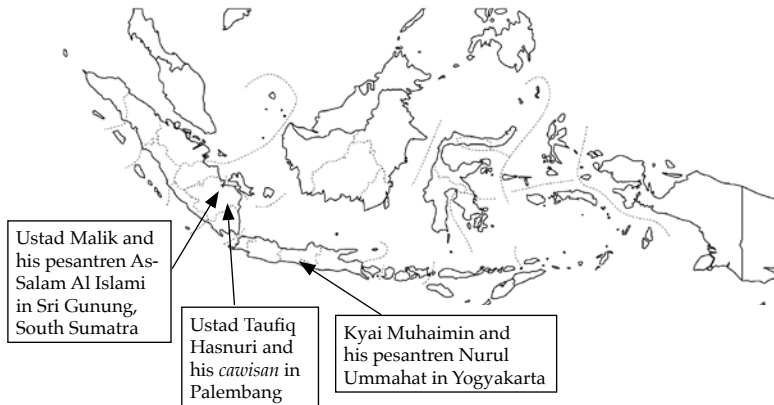 Ustad Malik and
his pesantren As-
Salam Al Islami
in Sri Gunung,
South Sumatra
Ustad Taufiq
Hasnuri and
his cawisan in
Palembang
Kyai Muhaimin and
his pesantren Nurul
Ummahat in Yogyakarta